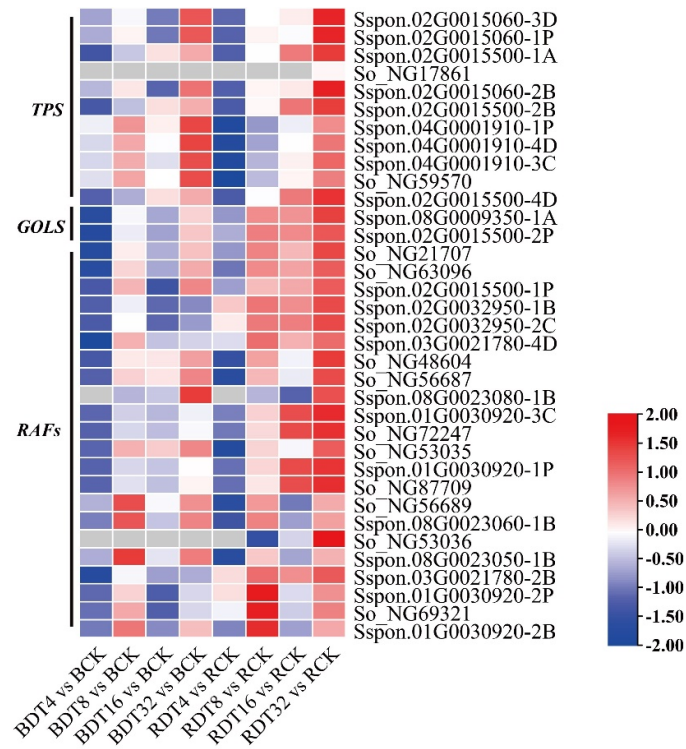 Sspon.02G0015060-3D
Sspon.02G0015060-1P
Sspon.02G0015500-1A
So_NG17861
Sspon.02G0015060-2B
Sspon.02G0015500-2B
Sspon.04G0001910-1P
Sspon.04G0001910-4D
Sspon.04G0001910-3C
So_NG59570
Sspon.02G0015500-4D
Sspon.08G0009350-1A
Sspon.02G0015500-2P
So_NG21707
So_NG63096
Sspon.02G0015500-1P
Sspon.02G0032950-1B
Sspon.02G0032950-2C
Sspon.03G0021780-4D
So_NG48604
So_NG56687
Sspon.08G0023080-1B
Sspon.01G0030920-3C
So_NG72247
So_NG53035
Sspon.01G0030920-1P
So_NG87709
So_NG56689
Sspon.08G0023060-1B
So_NG53036
Sspon.08G0023050-1B
Sspon.03G0021780-2B
Sspon.01G0030920-2P
So_NG69321
Sspon.01G0030920-2B
TPS
GOLS
RAFs
BDT4 vs BCK
BDT8 vs BCK
BDT16 vs BCK
BDT32 vs BCK
RDT4 vs RCK
RDT8 vs RCK
RDT16 vs RCK
RDT32 vs RCK
2.00
1.50
1.00
0.50
0.00
-0.50
-1.00
-1.50
-2.00